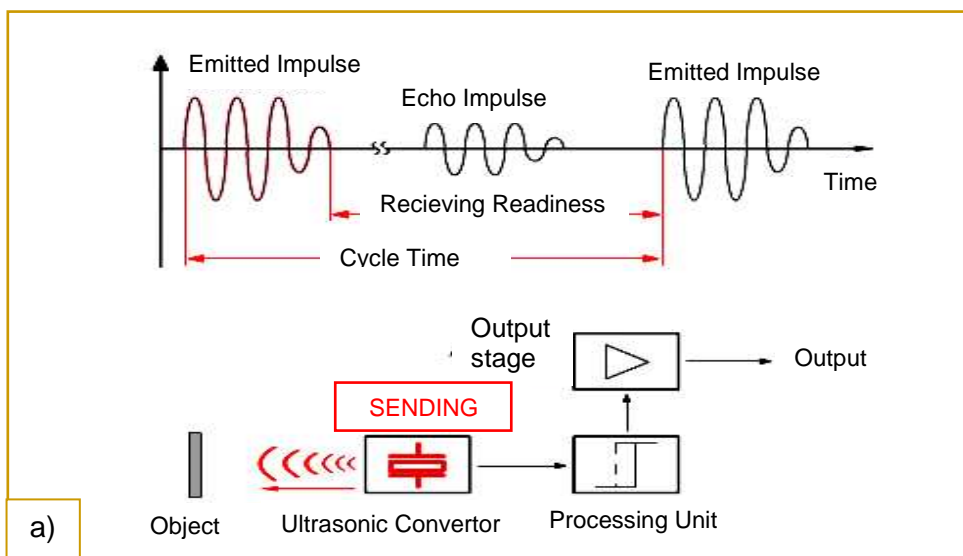 Emitted Impulse
Echo Impulse
Emitted Impulse
Time
Recieving Readiness
Cycle Time
Output
stage
Output
SENDING
Object
Ultrasonic Convertor
Processing Unit
a)